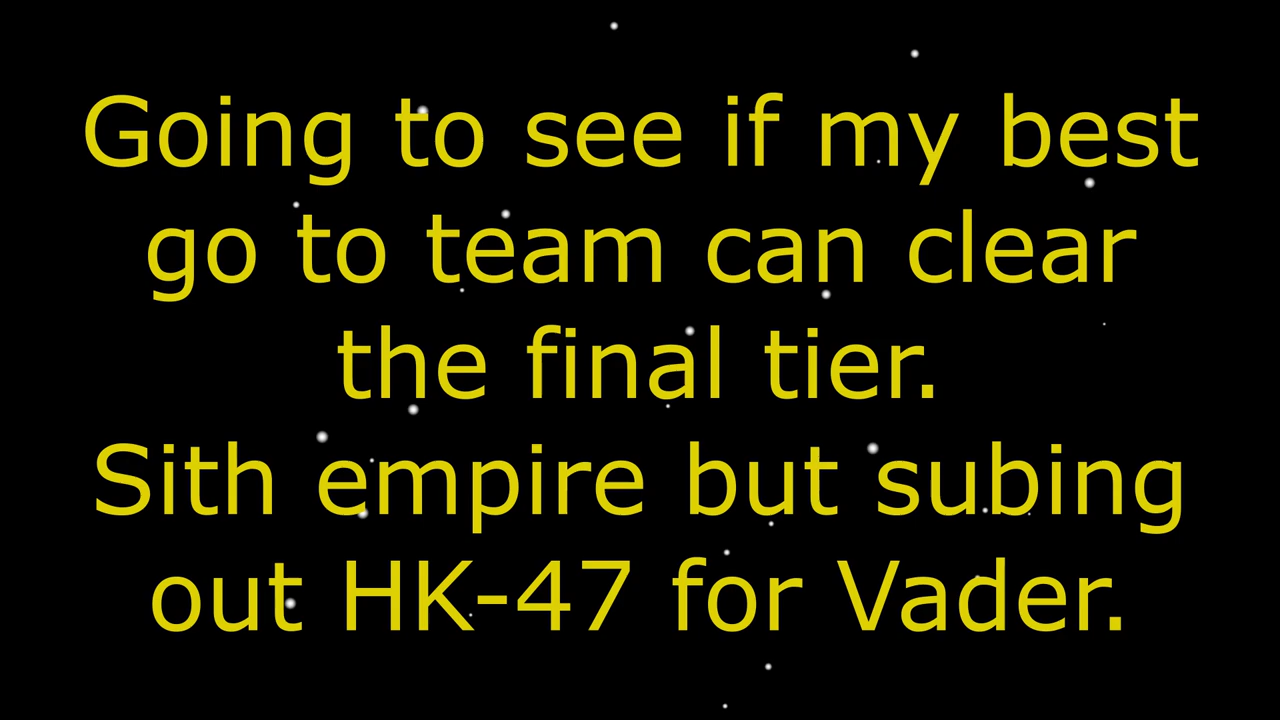 Going to see if my best
go to team can clear
the final tier.
Sith empire but subing
out HK-47 for Vader.